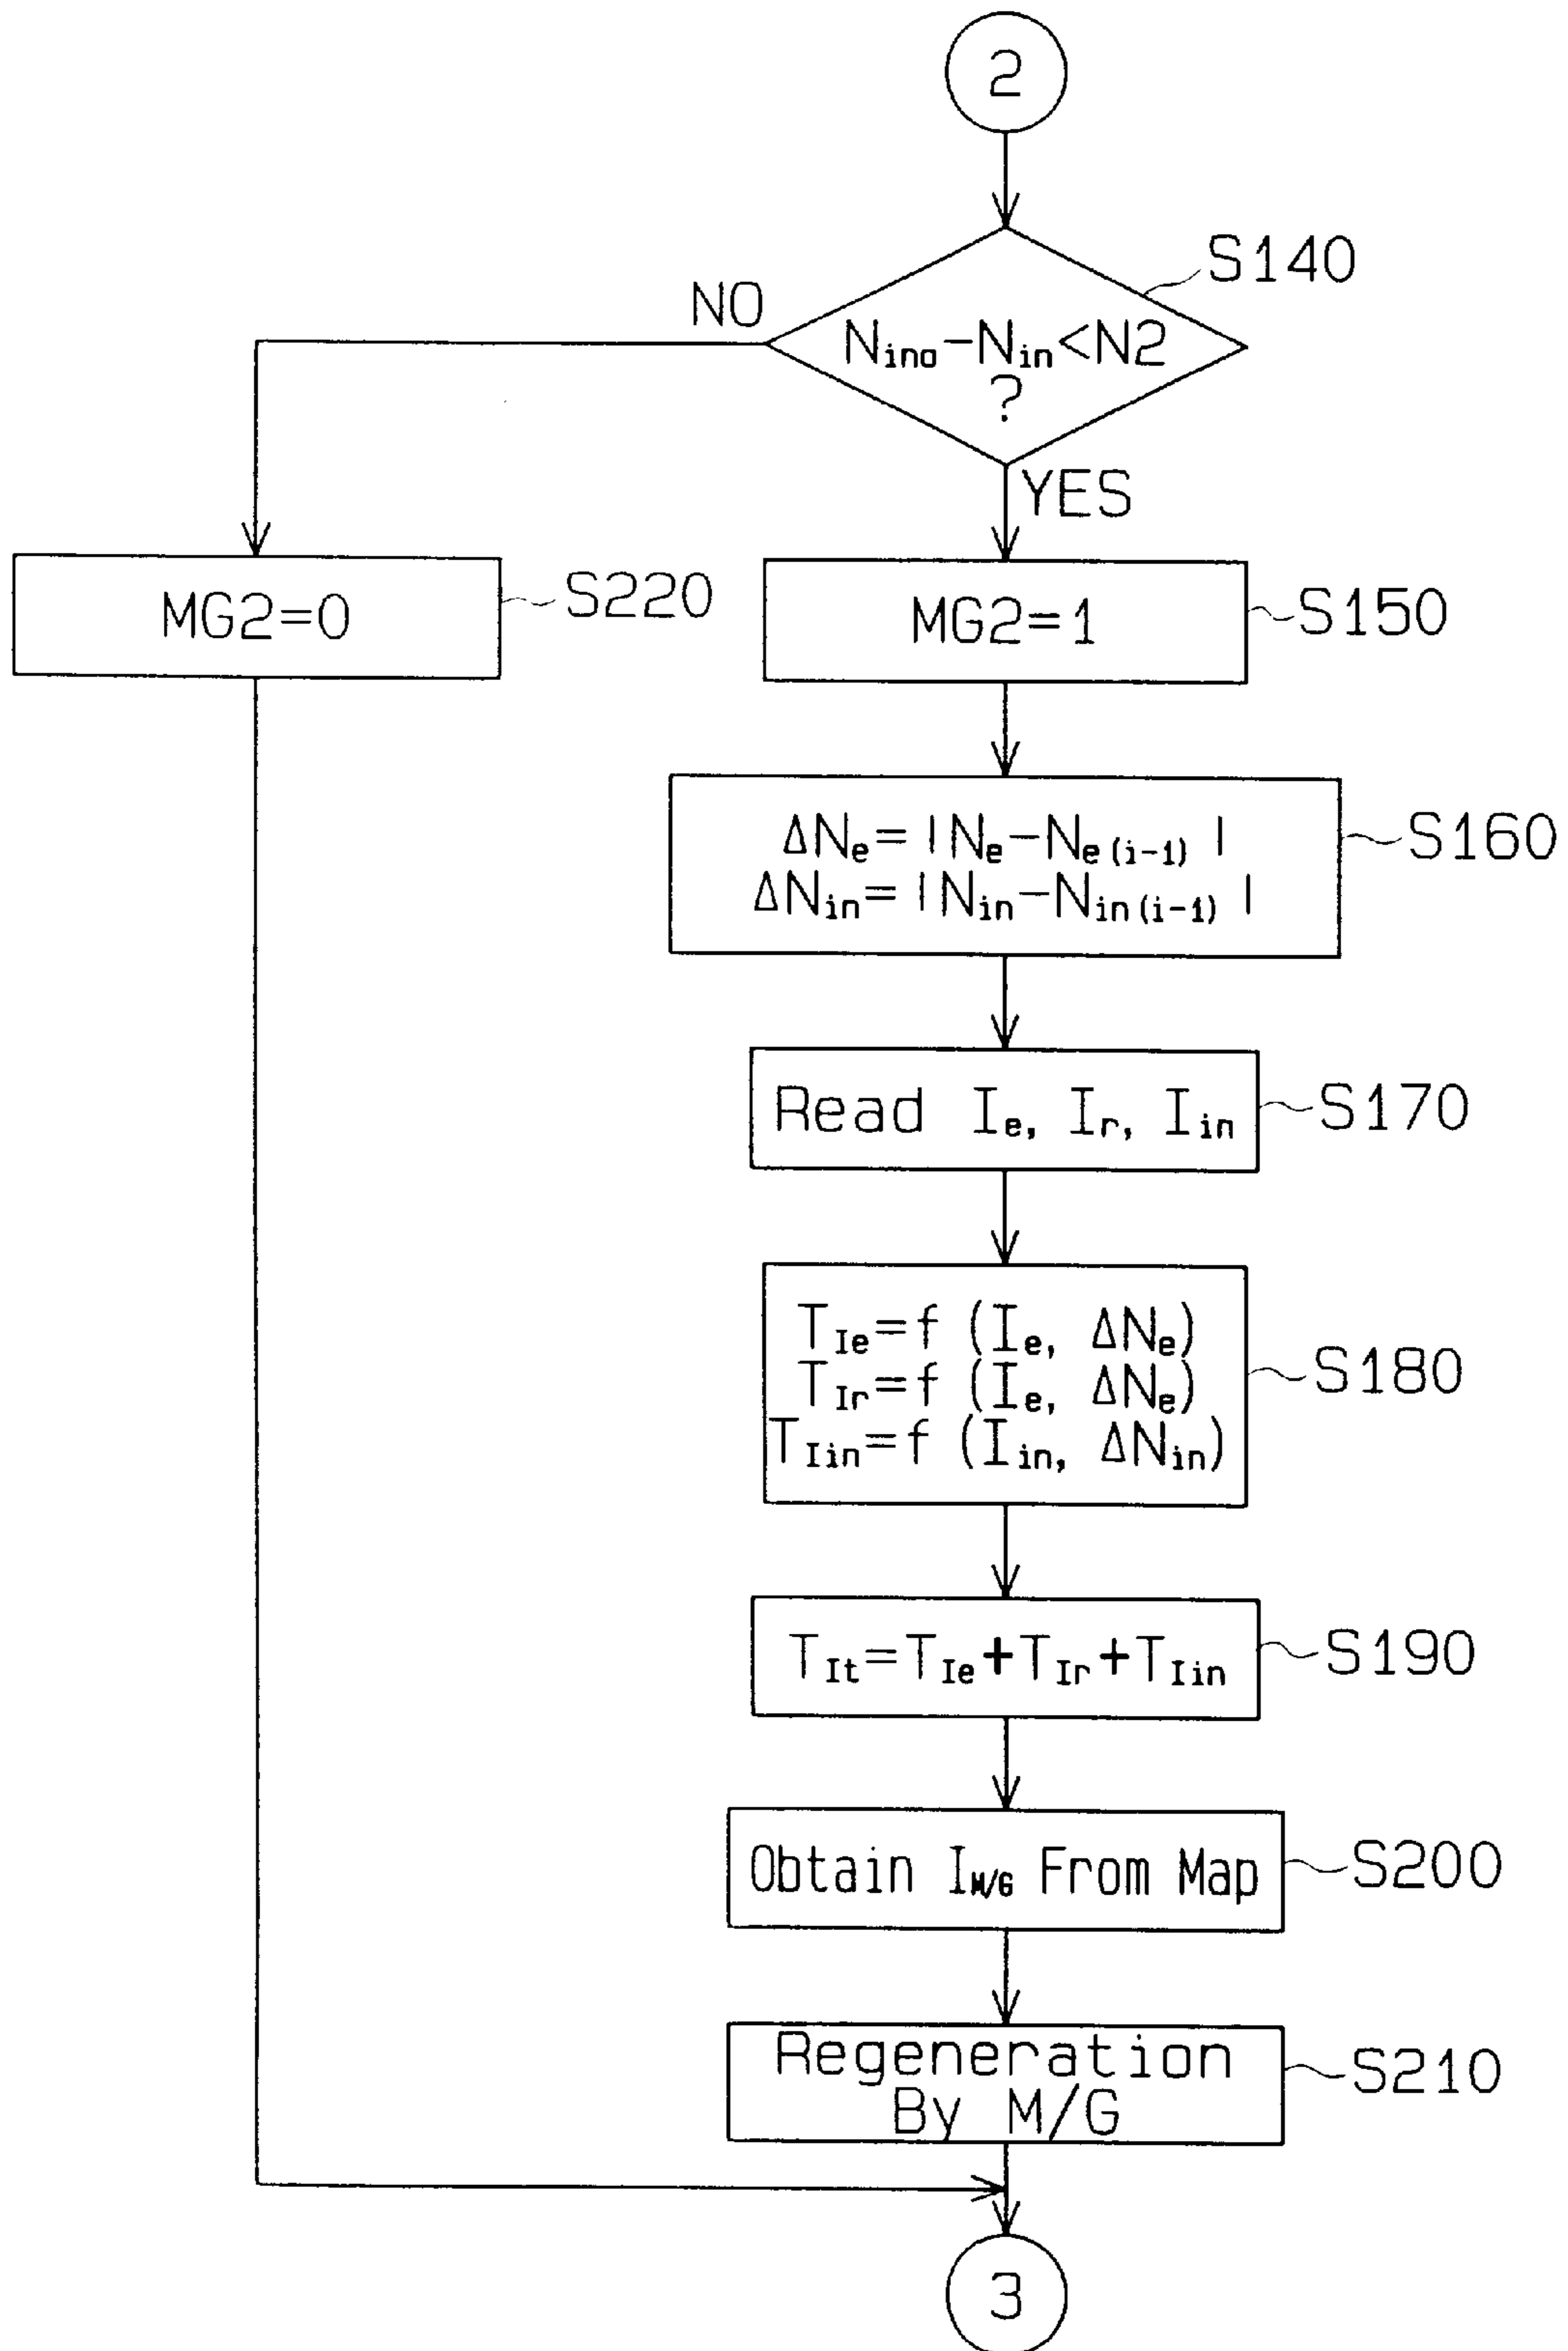 2
S140
NO
Nina-Nin<N2
?
YES
MG2=0
S220
MG2=1
S150
ΔNe=|Ne-Ne(i-1)|
ΔNin=|Nin-Nin(i-1)|
S160
Read Ie, Ir, Iin
S170
TIe=f (Ie, ΔNe)
TIr=f (Ie, ΔNe)
TIin=f (Iin, ΔNin)
S180
TIt=TIe+TIr+TIin
S190
Obtain IM/G From Map
S200
Regeneration
By M/G
S210
3